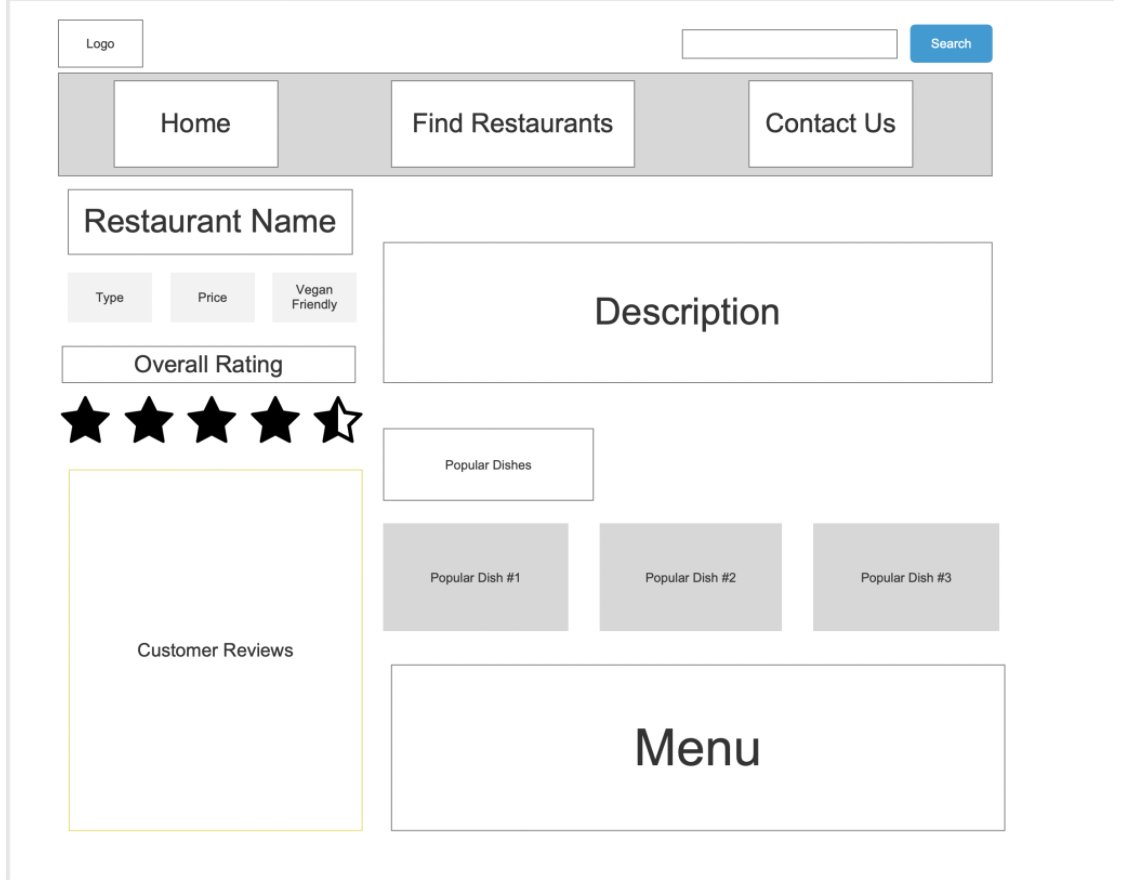 Logo
Search
Home
Find Restaurants
Contact Us
Restaurant Name
Type
Price
Vegan
Friendly
Overall Rating
Description
Popular Dishes
Popular Dish #1
Popular Dish #2
Popular Dish #3
Customer Reviews
Menu